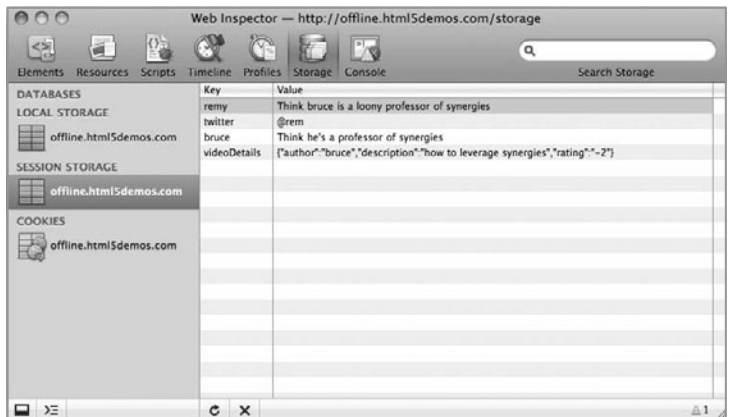 Web Inspector — http://offline.html5demos.com/storage
Elements Resources Scripts Timeline Profiles Storage Console Search Storage
DATABASES
LOCAL STORAGE
offline.html5demos.com
SESSION STORAGE
offline.html5demos.com
COOKIES
offline.html5demos.com
Key Value
remy Think bruce is a loony professor of synergies
twitter @rem
bruce Think he's a professor of synergies
videoDetails {"author":"bruce","description":"how to leverage synergies","rating":"-2"}
1